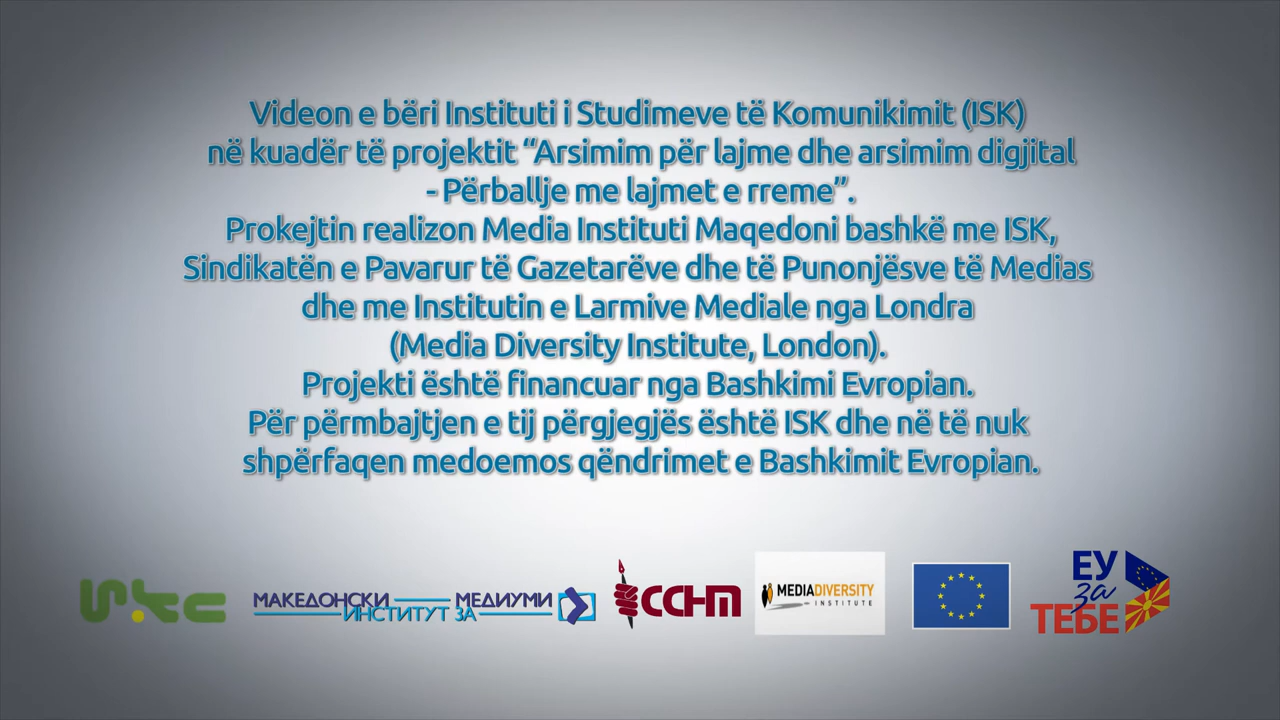 Videon e bëri Instituti i Studimeve të Komunikimit (ISK)
në kuadër të projektit “Arsimim për lajme dhe arsimim digjital
- Përballje me lajmet e rreme”.
Prokejtin realizon Media Instituti Maqedoni bashkë me ISK,
Sindikatën e Pavarur të Gazetarëve dhe të Punonjësve të Medias
dhe me Institutin e Larmive Mediale nga Londra
(Media Diversity Institute, London).
Projekti është financuar nga Bashkimi Evropian.
Për përmbajtjen e tij përgjegjës është ISK dhe në të nuk
shpërfaqen medoemos qëndrimet e Bashkimit Evropian.
МАКЕДОНСКИ МЕДИУМИ
ИНСТИТУТ ЗА
ССНМ
MEDIADIVERSITY
INSTITUTE
ЕУ
за
ТЕБЕ